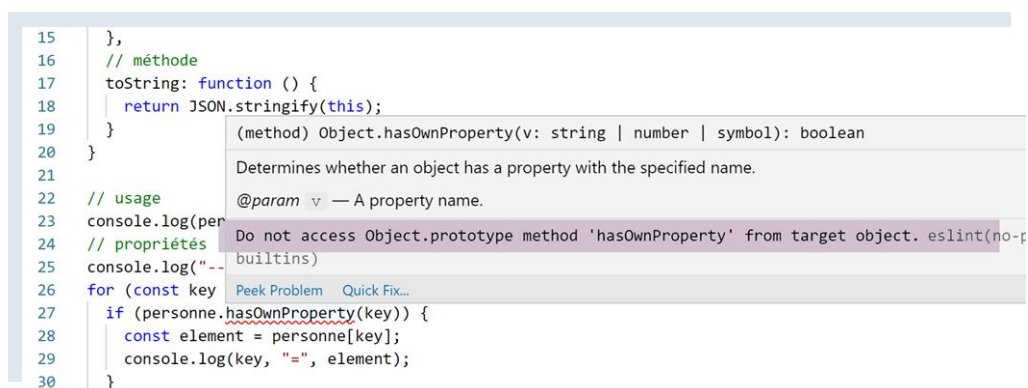 15 },
16 // méthode
17 toString: function () {
18 return JSON.stringify(this);
19 }
(method) Object.hasOwnProperty(v: string | number | symbol): boolean
20 }
Determines whether an object has a property with the specified name.
21
22 // usage
@param v — A property name.
23 console.log(per
Do not access Object.prototype method 'hasOwnProperty' from target object. eslint(no-p
24 // propriétés
25 console.log("--
builtins)
26 for (const key
Peek Problem Quick Fix...
27 if (personne.hasOwnProperty(key)) {
28 const element = personne[key];
29 console.log(key, "=", element);
30 }